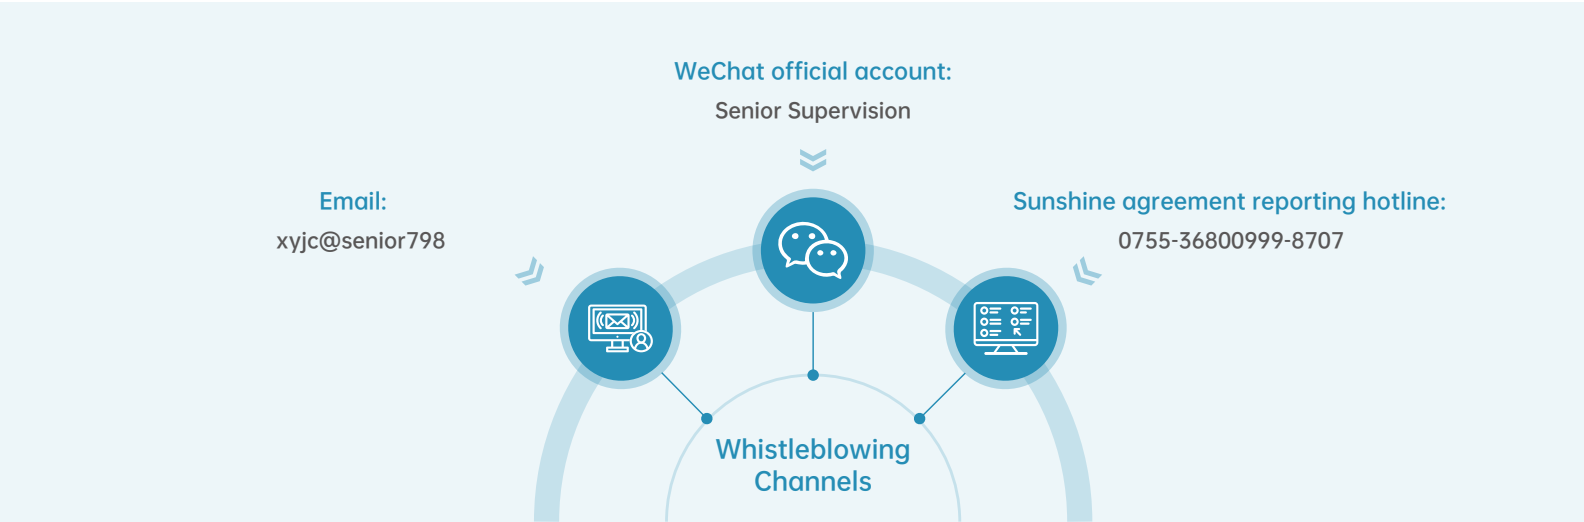 WeChat official account:
Senior Supervision
Email:
xyjc@senior798
Sunshine agreement reporting hotline:
0755-36800999-8707
Whistleblowing
Channels